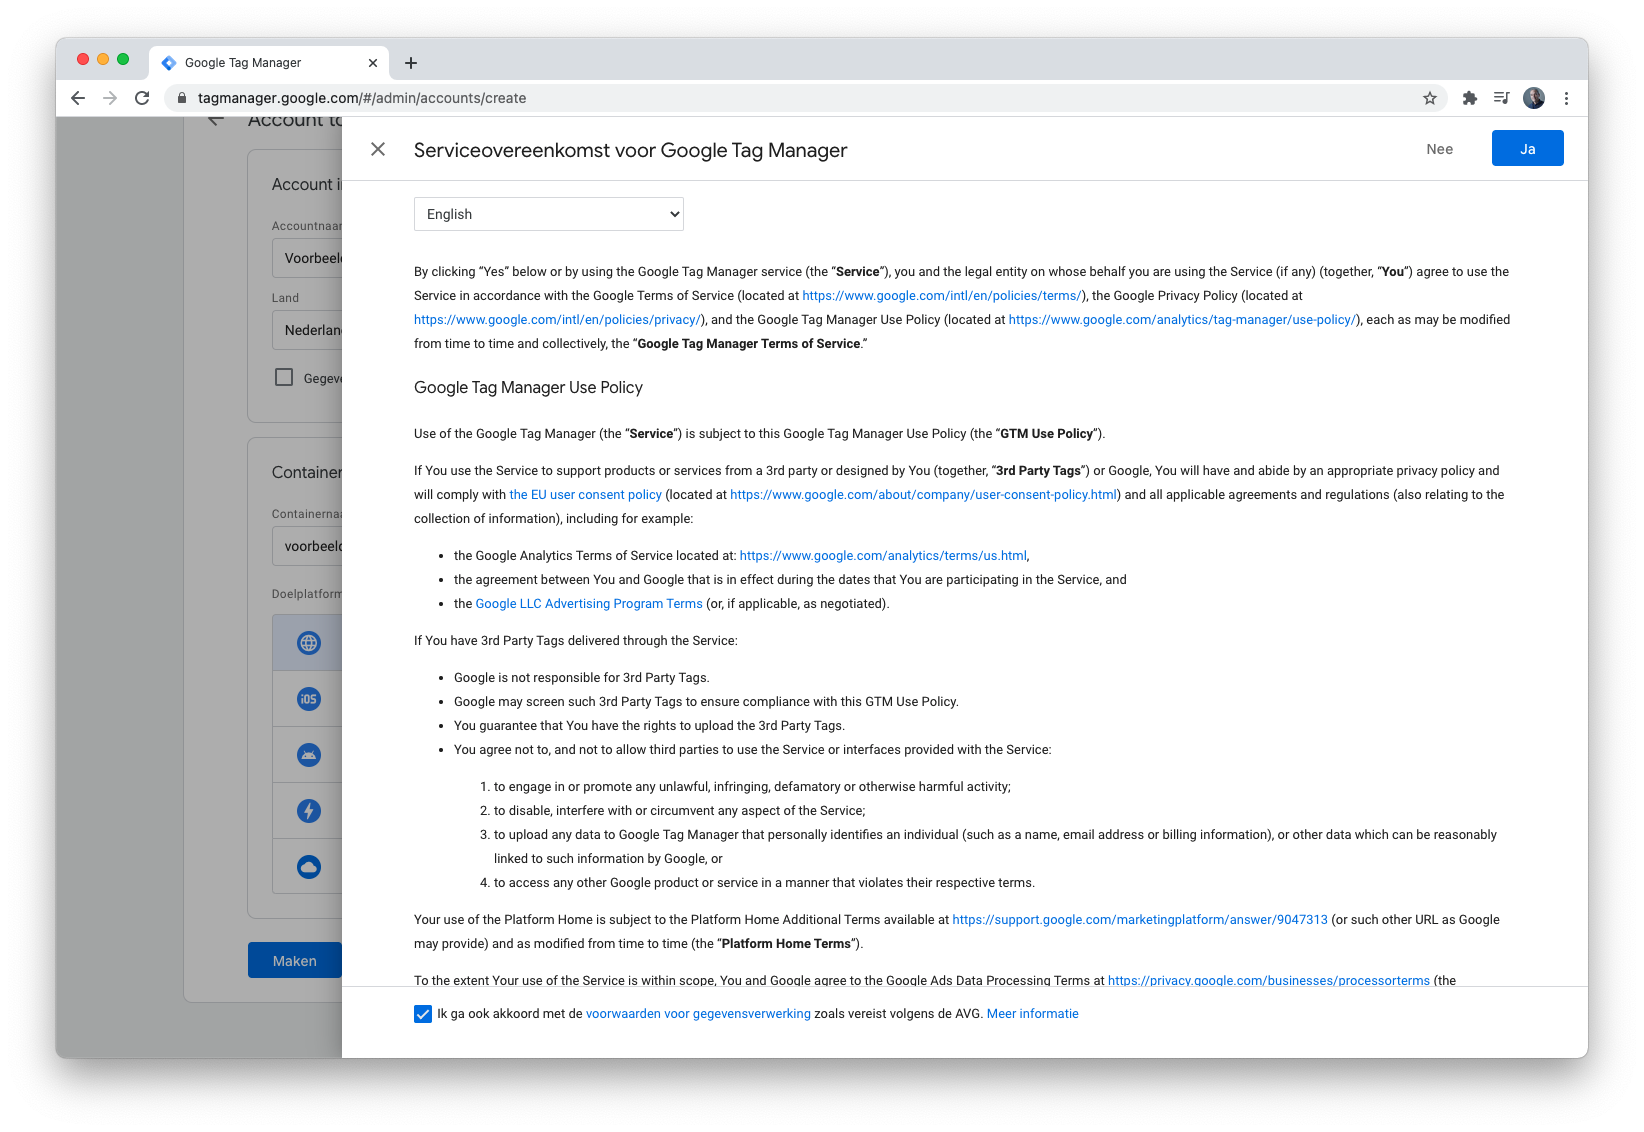 Google Tag Manager
tagmanager.google.com/#/admin/accounts/create
Account to
Account i
Accountnaar
Voorbeeld
Land
Nederlan
Gegeve
Container
Containernaa
voorbeeld
Doelplatform
iOS
Maken
Serviceovereenkomst voor Google Tag Manager
Nee
Ja
English
By clicking “Yes” below or by using the Google Tag Manager service (the “Service”), you and the legal entity on whose behalf you are using the Service (if any) (together, “You”) agree to use the
Service in accordance with the Google Terms of Service (located at https://www.google.com/intl/en/policies/terms/), the Google Privacy Policy (located at
https://www.google.com/intl/en/policies/privacy/), and the Google Tag Manager Use Policy (located at https://www.google.com/analytics/tag-manager/use-policy/), each as may be modified
from time to time and collectively, the “Google Tag Manager Terms of Service.”
Google Tag Manager Use Policy
Use of the Google Tag Manager (the “Service”) is subject to this Google Tag Manager Use Policy (the “GTM Use Policy”).
If You use the Service to support products or services from a 3rd party or designed by You (together, “3rd Party Tags”) or Google, You will have and abide by an appropriate privacy policy and
will comply with the EU user consent policy (located at https://www.google.com/about/company/user-consent-policy.html) and all applicable agreements and regulations (also relating to the
collection of information), including for example:
• the Google Analytics Terms of Service located at: https://www.google.com/analytics/terms/us.html,
• the agreement between You and Google that is in effect during the dates that You are participating in the Service, and
• the Google LLC Advertising Program Terms (or, if applicable, as negotiated).
If You have 3rd Party Tags delivered through the Service:
• Google is not responsible for 3rd Party Tags.
• Google may screen such 3rd Party Tags to ensure compliance with this GTM Use Policy.
• You guarantee that You have the rights to upload the 3rd Party Tags.
• You agree not to, and not to allow third parties to use the Service or interfaces provided with the Service:
1. to engage in or promote any unlawful, infringing, defamatory or otherwise harmful activity;
2. to disable, interfere with or circumvent any aspect of the Service;
3. to upload any data to Google Tag Manager that personally identifies an individual (such as a name, email address or billing information), or other data which can be reasonably
linked to such information by Google, or
4. to access any other Google product or service in a manner that violates their respective terms.
Your use of the Platform Home is subject to the Platform Home Additional Terms available at https://support.google.com/marketingplatform/answer/9047313 (or such other URL as Google
may provide) and as modified from time to time (the “Platform Home Terms”).
To the extent Your use of the Service is within scope, You and Google agree to the Google Ads Data Processing Terms at https://privacy.google.com/businesses/processorterms (the
Ik ga ook akkoord met de voorwaarden voor gegevensverwerking zoals vereist volgens de AVG. Meer informatie